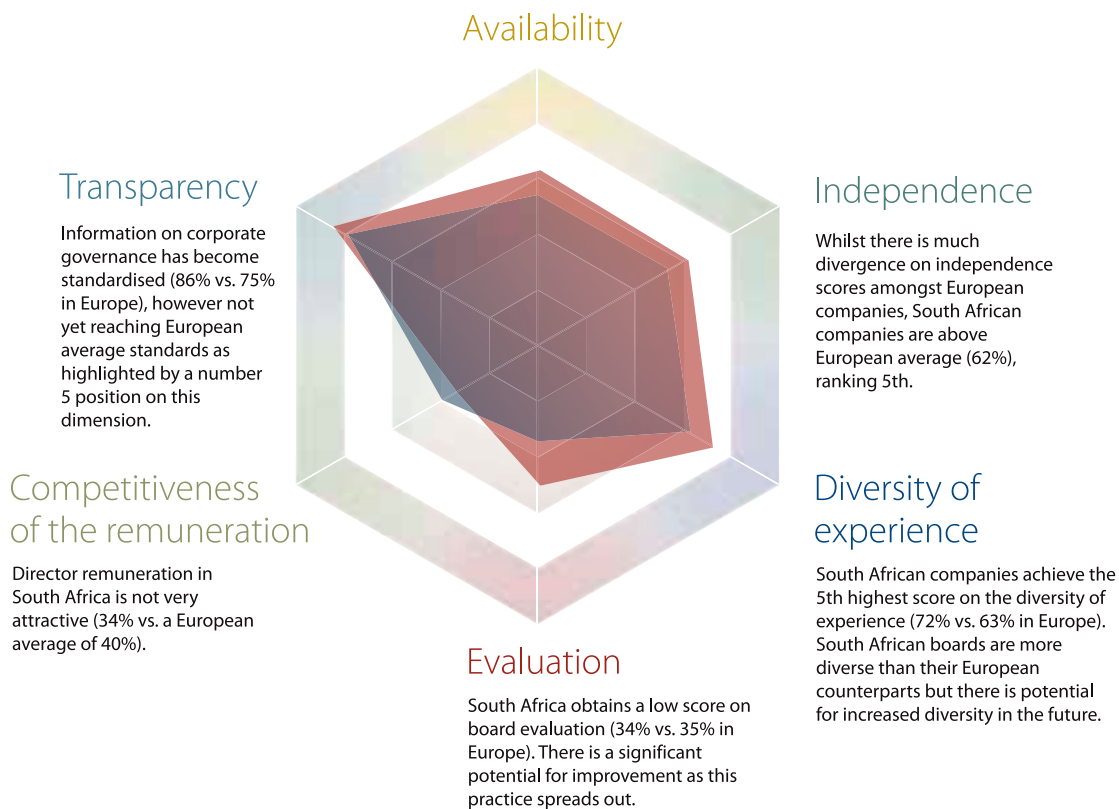 Availability
Transparency
Information on corporate
governance has become
standardised (86% vs. 75%
in Europe), however not
yet reaching European
average standards as
highlighted by a number
5 position on this
dimension.
Independence
Whilst there is much
divergence on independence
scores amongst European
companies, South African
companies are above
European average (62%),
ranking 5th.
Competitiveness
of the remuneration
Director remuneration in
South Africa is not very
attractive (34% vs. a European
average of 40%).
Diversity of
experience
South African companies achieve the
5th highest score on the diversity of
experience (72% vs. 63% in Europe).
South African boards are more
diverse than their European
counterparts but there is potential
for increased diversity in the future.
Evaluation
South Africa obtains a low score on
board evaluation (34% vs. 35% in
Europe). There is a significant
potential for improvement as this
practice spreads out.